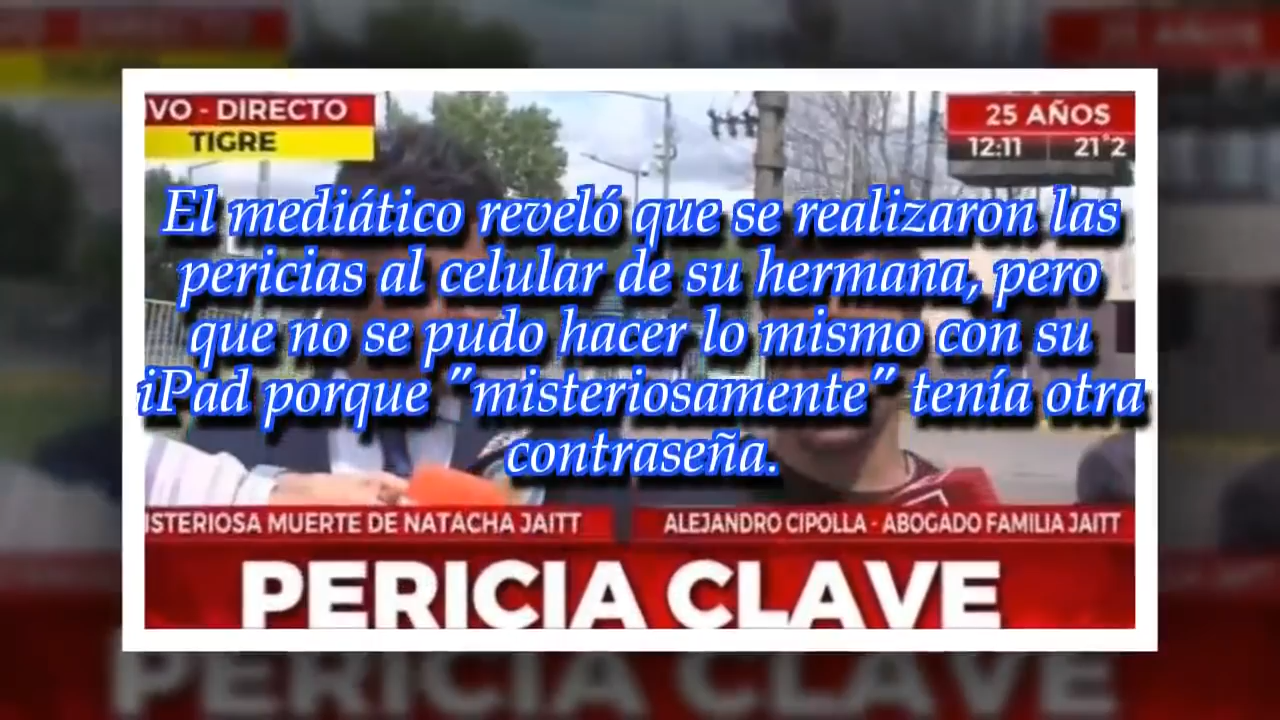 VO - DIRECTO
TIGRE
25 AÑOS
12:11 21°2
El mediático reveló que se realizaron las
pericias al celular de su hermana, pero
que no se pudo hacer lo mismo con su
iPad porque "misteriosamente" tenía otra
contraseña.
ISTERIOSA MUERTE DE NATACHA JAITT
ALEJANDRO CIPOLLA - ABOGADO FAMILIA JAITT
PERICIA CLAVE
PERICIA CLAVE